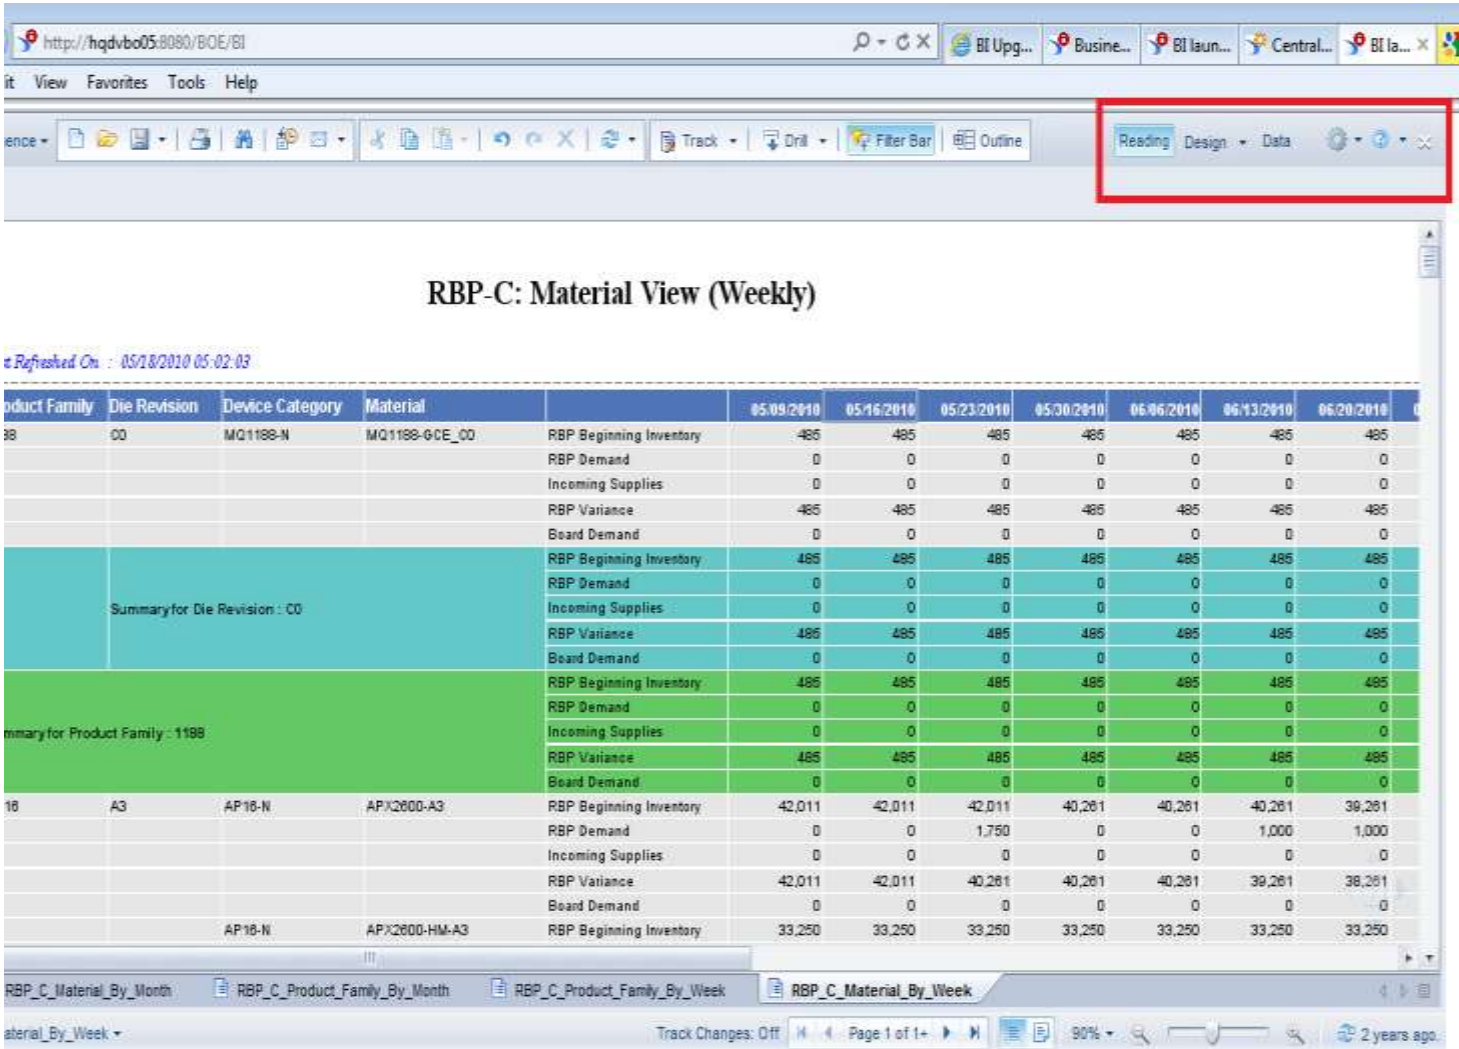 http://hqdvbo05:8080/BOE/BI BI Upg... Busine... BI laun... Central... BI la...
it View Favorites Tools Help
ence Track Drill Filter Bar Outline Reading Design Data
RBP-C: Material View (Weekly)
t Refreshed On : 05/18/2010 05:02:03
oduct Family Die Revision Device Category Material 05/09/2010 05/16/2010 05/23/2010 05/30/2010 06/06/2010 06/13/2010 06/20/2010 0
88 C0 MQ1188-N MQ1188-GCE_C0 RBP Beginning Inventory 485 485 485 485 485 485 485
RBP Demand 0 0 0 0 0 0 0
Incoming Supplies 0 0 0 0 0 0 0
RBP Variance 485 485 485 485 485 485 485
Board Demand 0 0 0 0 0 0 0
RBP Beginning Inventory 485 485 485 485 485 485 485
RBP Demand 0 0 0 0 0 0 0
Summary for Die Revision : C0 Incoming Supplies 0 0 0 0 0 0 0
RBP Variance 485 485 485 485 485 485 485
Board Demand 0 0 0 0 0 0 0
RBP Beginning Inventory 485 485 485 485 485 485 485
RBP Demand 0 0 0 0 0 0 0
mmary for Product Family : 1188 Incoming Supplies 0 0 0 0 0 0 0
RBP Variance 485 485 485 485 485 485 485
Board Demand 0 0 0 0 0 0 0
16 A3 AP16-N APX2600-A3 RBP Beginning Inventory 42,011 42,011 42,011 40,261 40,261 40,261 39,261
RBP Demand 0 0 1,750 0 0 1,000 1,000
Incoming Supplies 0 0 0 0 0 0 0
RBP Variance 42,011 42,011 40,261 40,261 40,261 39,261 38,261
Board Demand 0 0 0 0 0 0 0
AP16-N APX2600-HM-A3 RBP Beginning Inventory 33,250 33,250 33,250 33,250 33,250 33,250 33,250
RBP_C_Material_By_Month RBP_C_Product_Family_By_Month RBP_C_Product_Family_By_Week RBP_C_Material_By_Week
aterial_By_Week Track Changes: Off Page 1 of 1+ 90% 2 years ago